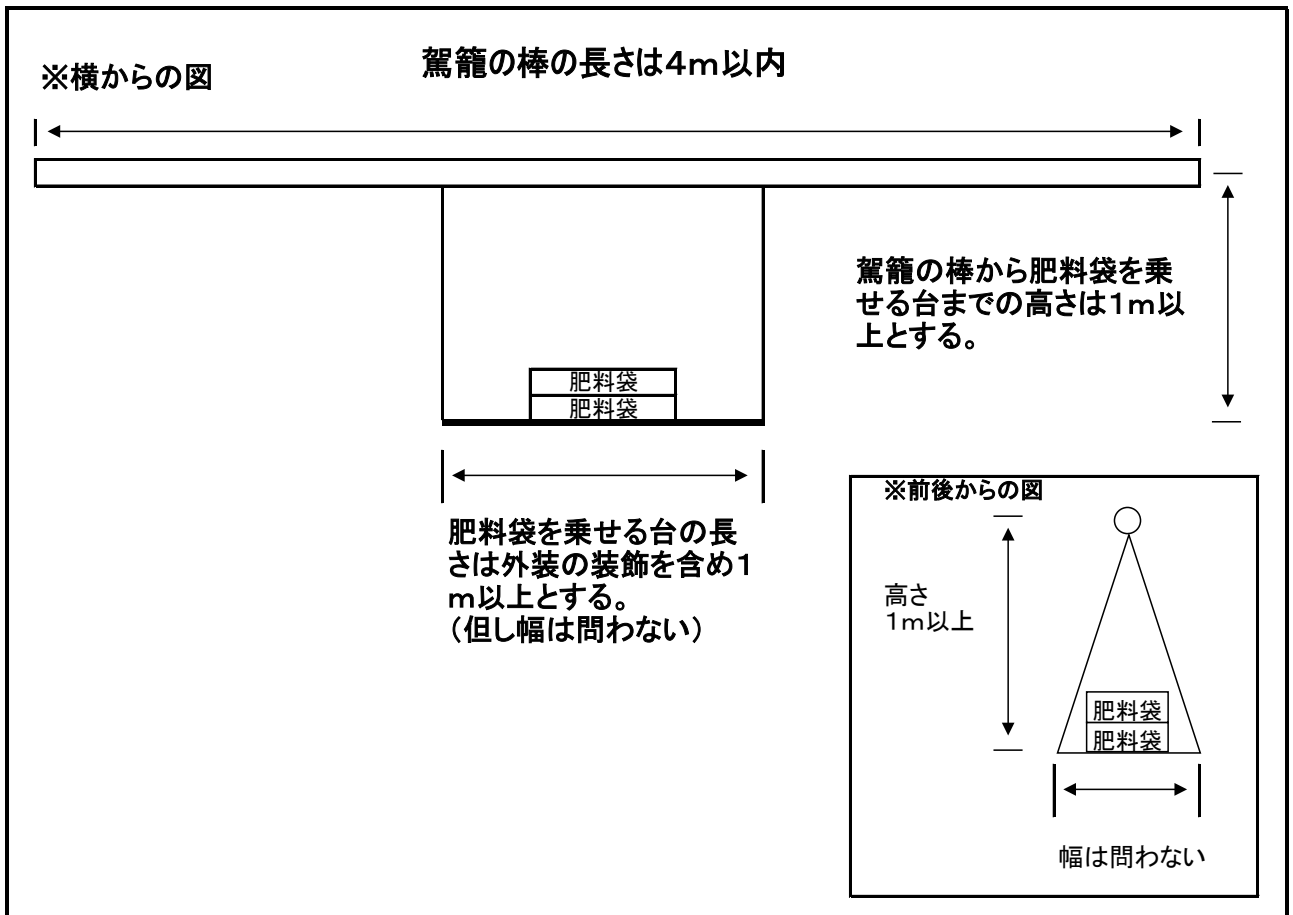 ※横からの図
駕籠の棒の長さは4m以内
駕籠の棒から肥料袋を乗
せる台までの高さは1m以
上とする。
肥料袋
肥料袋
肥料袋を乗せる台の長
さは外装の装飾を含め1
m以上とする。
(但し幅は問わない)
※前後からの図
高さ
1m以上
肥料袋
肥料袋
幅は問わない